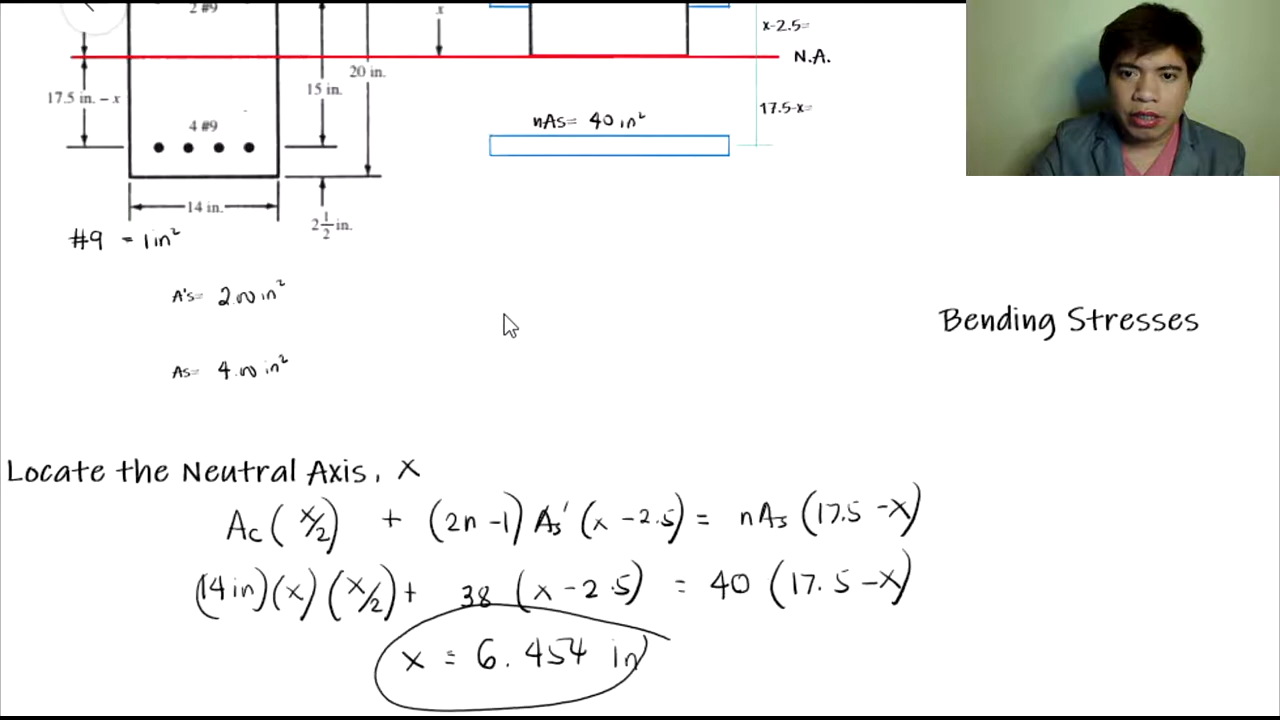 2 #9
x
x-2.5=
N.A.
20 in.
17.5 in. – x
15 in.
17.5-x=
4 #9
nAs= 40 in²
14 in.
2 1/2 in.
#9 = 1in²
A's= 2.00 in²
Bending Stresses
As= 4.00 in²
Locate the Neutral Axis, x
Ac (x/2) + (2n -1) As' (x -2.5) = nAs (17.5 -x)
(14in)(x)(x/2) + 38 (x -2.5) = 40 (17.5 -x)
x = 6.454 in